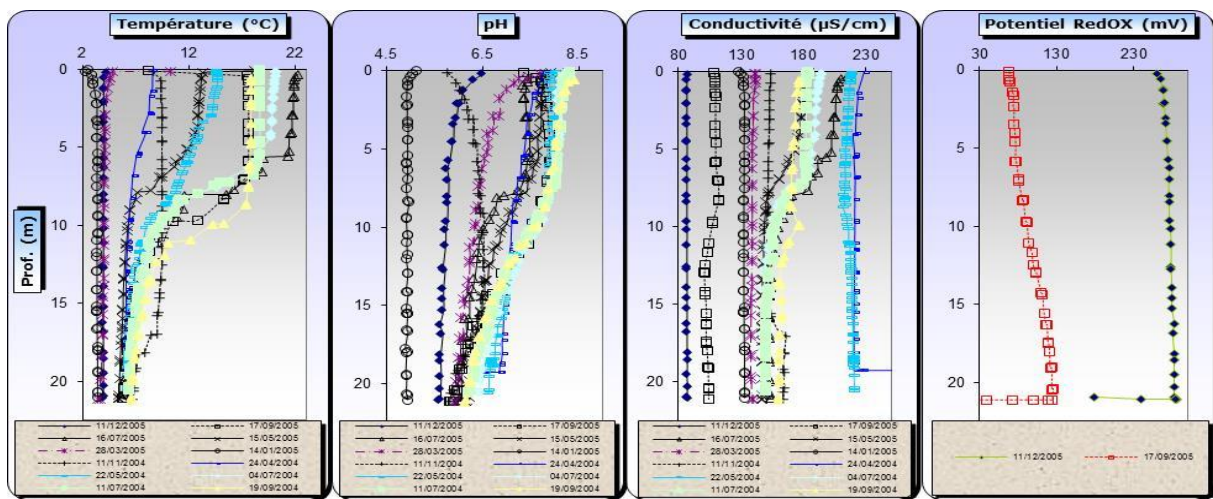 Température (°C)
pH
Conductivité (µS/cm)
Potentiel RedOX (mV)
2 12 22
4.5 6.5 8.5
80 130 180 230
30 130 230
Prof. (m)
0 0 0 0
5 5 5 5
10 10 10 10
15 15 15 15
20 20 20 20
11/12/2005 17/09/2005
16/07/2005 15/05/2005
28/03/2005 14/01/2005
11/11/2004 24/04/2004
22/05/2004 04/07/2004
11/07/2004 19/09/2004
11/12/2005 17/09/2005
16/07/2005 15/05/2005
28/03/2005 14/01/2005
11/11/2004 24/04/2004
22/05/2004 04/07/2004
11/07/2004 19/09/2004
11/12/2005 17/09/2005
16/07/2005 15/05/2005
28/03/2005 14/01/2005
11/11/2004 24/04/2004
22/05/2004 04/07/2004
11/07/2004 19/09/2004
11/12/2005 17/09/2005